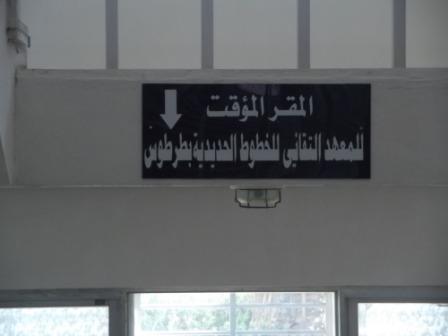 المقر المؤقت
للمعهد التقاني للخطوط الحديدية بطرطوس